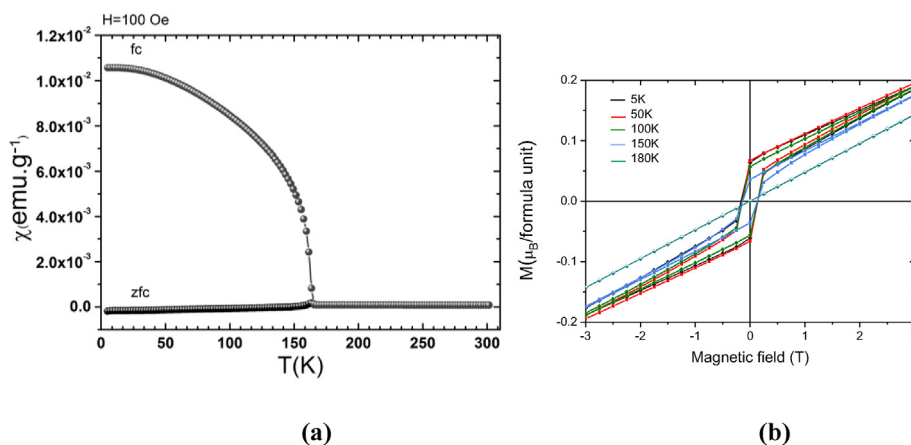 (a)
H=100 Oe
fc
zfc
1.2x10⁻²
1.0x10⁻²
8.0x10⁻³
6.0x10⁻³
4.0x10⁻³
2.0x10⁻³
0.0
χ(emu.g⁻¹)
0 50 100 150 200 250 300
T(K)
5K
50K
100K
150K
180K
0.2
0.1
0.0
-0.1
-0.2
M(μB/formula unit)
-3 -2 -1 0 1 2
Magnetic field (T)
(a) (b)